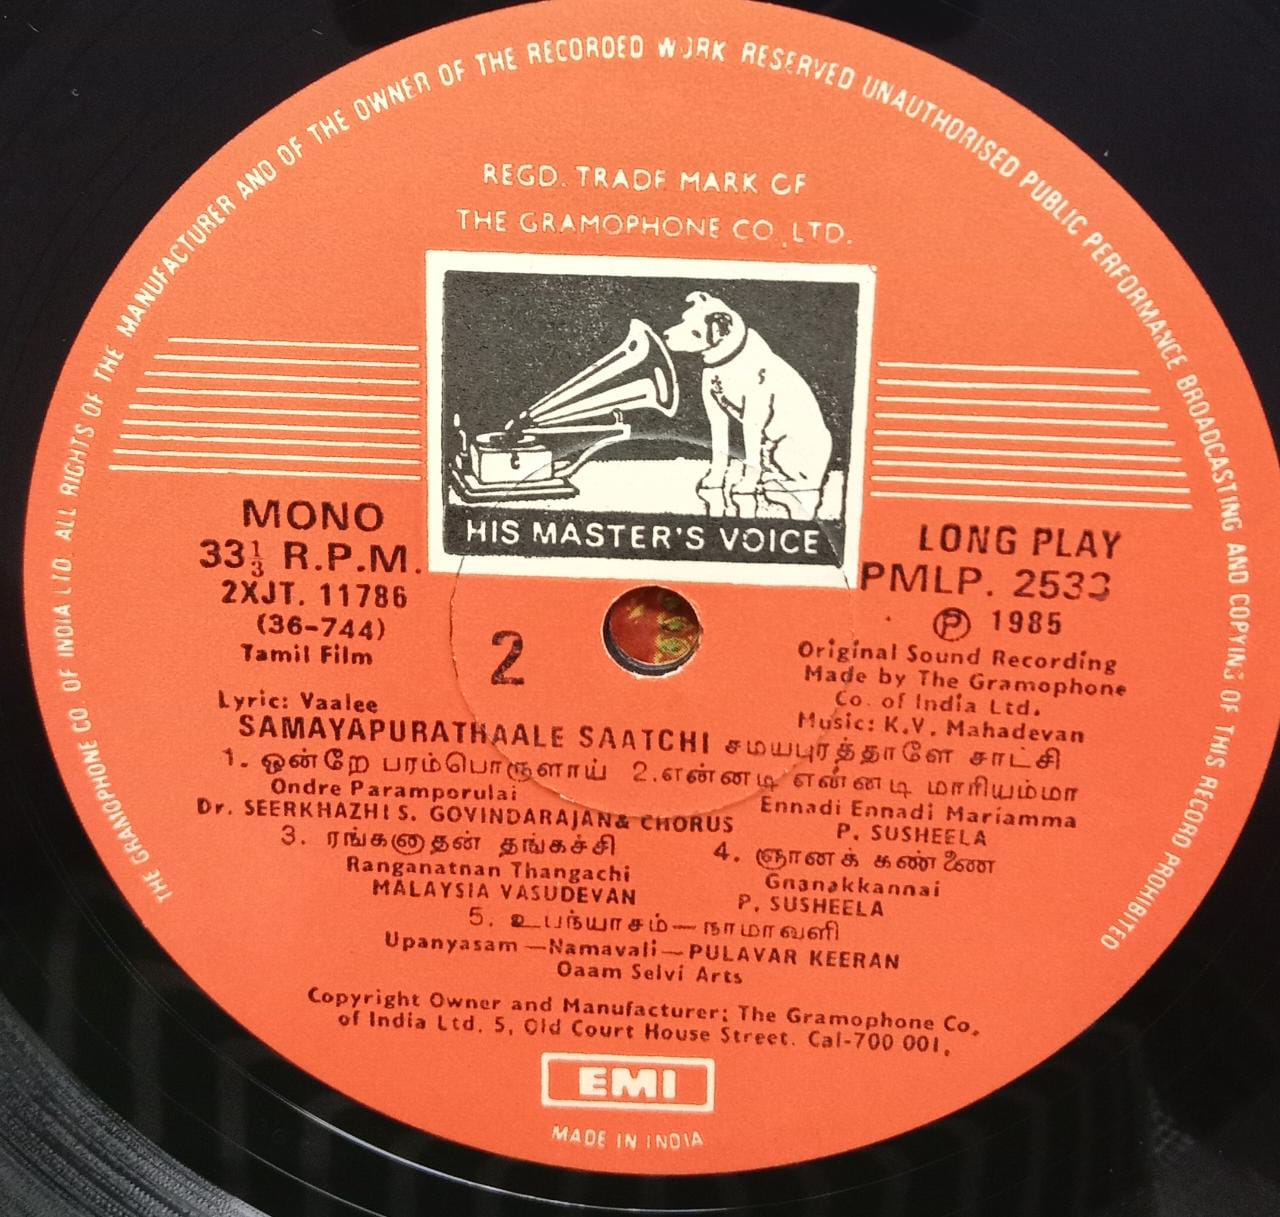 THE GRAMOPHONE CO. OF INDIA LTD. ALL RIGHTS OF THE MANUFACTURER AND OF THE OWNER OF THE RECORDED WORK RESERVED UNAUTHORISED PUBLIC PERFORMANCE BROADCASTING AND COPYING OF THIS RECORD PROHIBITED
REGD. TRADE MARK OF
THE GRAMOPHONE CO. LTD.
HIS MASTER'S VOICE
MONO
33⅓ R.P.M.
2XJT. 11786
(36-744)
Tamil Film
2
LONG PLAY
PMLP. 2533
Ⓟ 1985
Original Sound Recording
Made by The Gramophone
Co. of India Ltd.
Lyric: Vaalee
Music: K.V. Mahadevan
SAMAYAPURATHAALE SAATCHI சமயபுரத்தாளே சாட்சி
1. ஒன்றே பரம்பொருளாய் 2. என்னடி என்னடி மாரியம்மா
Ondre Paramporulai Ennadi Ennadi Mariamma
Dr. SEERKHAZHI S. GOVINDARAJAN & CHORUS P. SUSHEELA
3. ரங்கனாதன் தங்கச்சி 4. ஞானக் கண்ணை
Ranganatnan Thangachi Gnanakkannai
MALAYSIA VASUDEVAN P. SUSHEELA
5. உபந்யாசம்—நாமாவளி
Upanyasam—Namavali—PULAVAR KEERAN
Oaam Selvi Arts
Copyright Owner and Manufacturer; The Gramophone Co.
of India Ltd. 5, Old Court House Street. Cal-700 001.
EMI
MADE IN INDIA